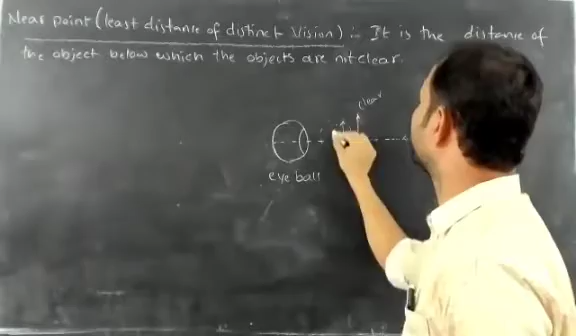 Near point (least distance of distinct Vision) :- It is the distance of
the object below which the objects are not clear.
clear
eye ball